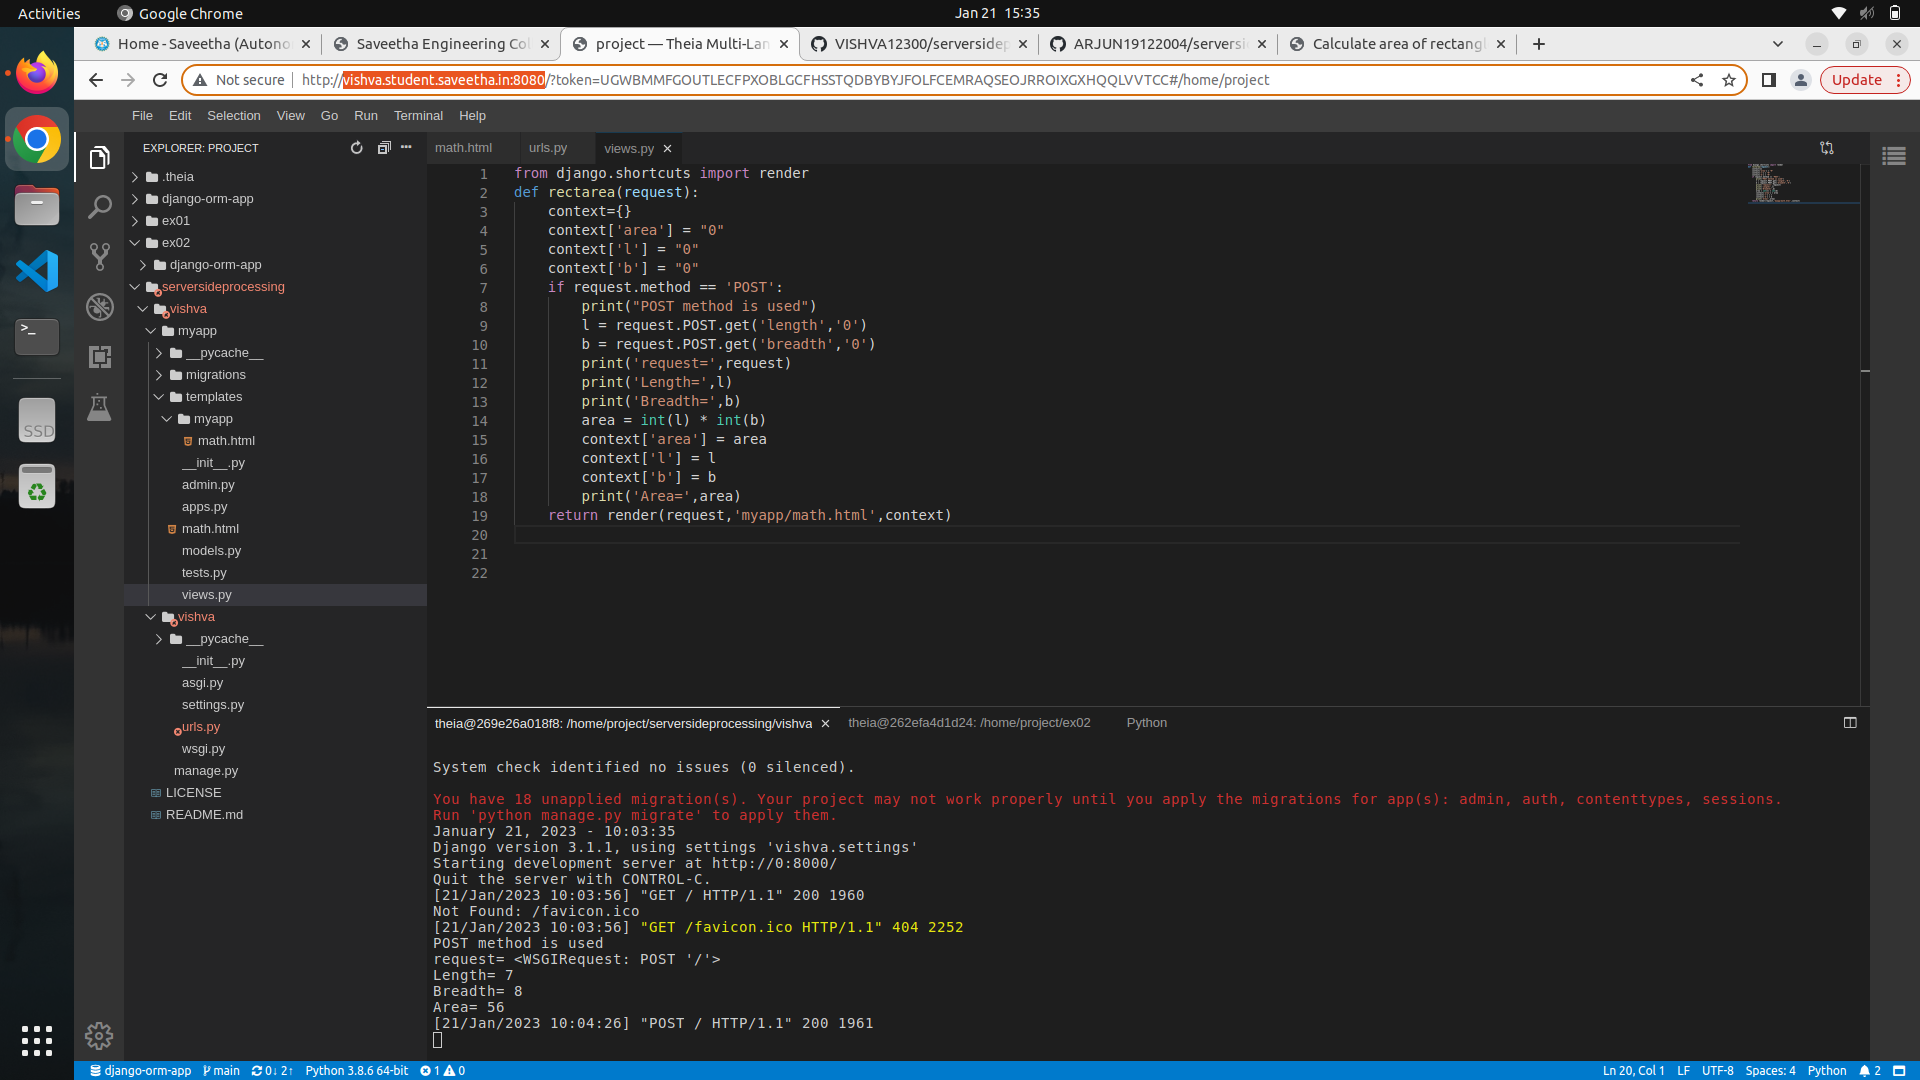 Activities
Google Chrome
Jan 21 15:35
Home - Saveetha (Autono
Saveetha Engineering Col
project — Theia Multi-Lan
VISHVA12300/serversidep
ARJUN19122004/serversi
Calculate area of rectangl
Not secure
http://vishva.student.saveetha.in:8080/?token=UGWBMMFGOUTLECFPXOBLGCFHSSTQDBYBYJFOLFCEMRAQSEOJRROIXGXHQQLVVTCC#/home/project
Update
File Edit Selection View Go Run Terminal Help
EXPLORER: PROJECT
.theia
django-orm-app
ex01
ex02
django-orm-app
serversideprocessing
vishva
myapp
__pycache__
migrations
templates
myapp
math.html
__init__.py
admin.py
apps.py
math.html
models.py
tests.py
views.py
vishva
__pycache__
__init__.py
asgi.py
settings.py
urls.py
wsgi.py
manage.py
LICENSE
README.md
math.html
urls.py
views.py
1 from django.shortcuts import render
2 def rectarea(request):
3 context={}
4 context['area'] = "0"
5 context['l'] = "0"
6 context['b'] = "0"
7 if request.method == 'POST':
8 print("POST method is used")
9 l = request.POST.get('length','0')
10 b = request.POST.get('breadth','0')
11 print('request=',request)
12 print('Length=',l)
13 print('Breadth=',b)
14 area = int(l) * int(b)
15 context['area'] = area
16 context['l'] = l
17 context['b'] = b
18 print('Area=',area)
19 return render(request,'myapp/math.html',context)
20
21
22
theia@269e26a018f8: /home/project/serversideprocessing/vishva
theia@262efa4d1d24: /home/project/ex02
Python
System check identified no issues (0 silenced).
You have 18 unapplied migration(s). Your project may not work properly until you apply the migrations for app(s): admin, auth, contenttypes, sessions.
Run 'python manage.py migrate' to apply them.
January 21, 2023 - 10:03:35
Django version 3.1.1, using settings 'vishva.settings'
Starting development server at http://0:8000/
Quit the server with CONTROL-C.
[21/Jan/2023 10:03:56] "GET / HTTP/1.1" 200 1960
Not Found: /favicon.ico
[21/Jan/2023 10:03:56] "GET /favicon.ico HTTP/1.1" 404 2252
POST method is used
request= <WSGIRequest: POST '/'>
Length= 7
Breadth= 8
Area= 56
[21/Jan/2023 10:04:26] "POST / HTTP/1.1" 200 1961
SSD
django-orm-app main 0↓ 2↑ Python 3.8.6 64-bit 1 0
Ln 20, Col 1 LF UTF-8 Spaces: 4 Python 2